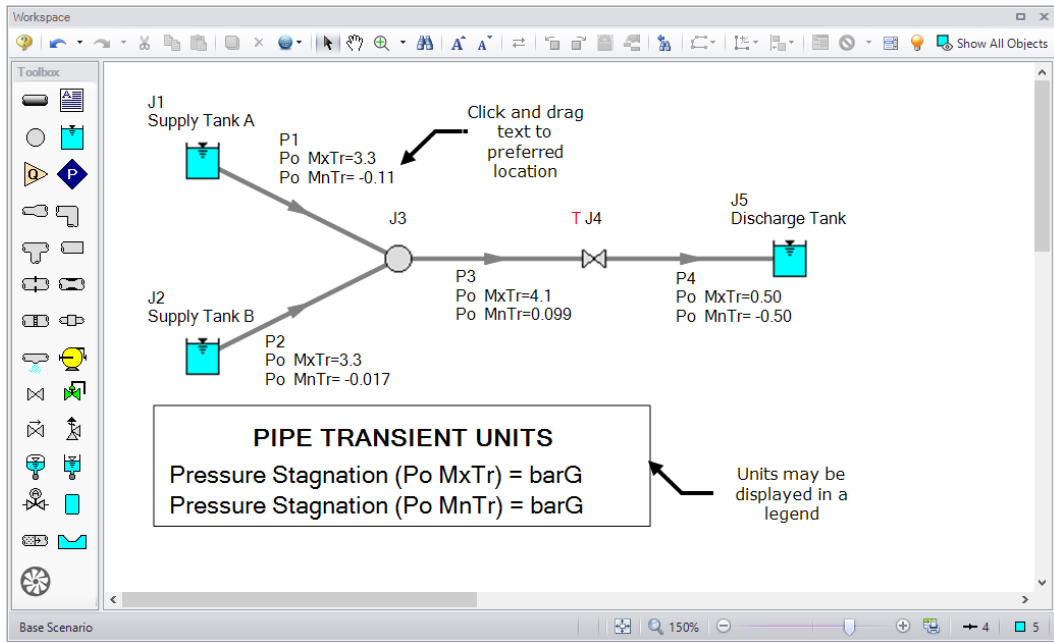 Workspace
Show All Objects
Toolbox
J1
Supply Tank A
P1
Po MxTr=3.3
Po MnTr= -0.11
Click and drag
text to
preferred
location
J3
T J4
J5
Discharge Tank
P3
Po MxTr=4.1
Po MnTr=0.099
P4
Po MxTr=0.50
Po MnTr= -0.50
J2
Supply Tank B
P2
Po MxTr=3.3
Po MnTr= -0.017
PIPE TRANSIENT UNITS
Pressure Stagnation (Po MxTr) = barG
Pressure Stagnation (Po MnTr) = barG
Units may be
displayed in a
legend
Base Scenario
150%
4
5